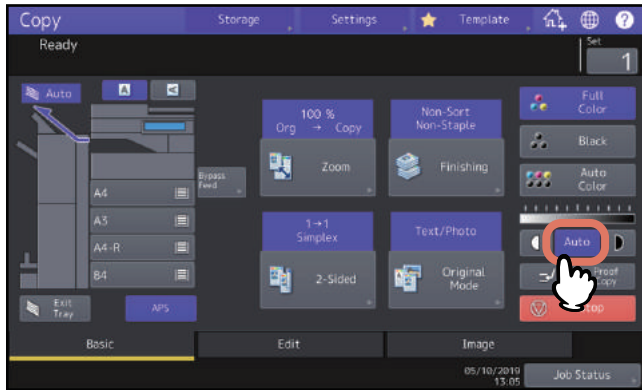 Copy
Storage
Settings
Template
?
Ready
Set
1
Auto
A
A
100 %
Org → Copy
Zoom
Non-Sort
Non-Staple
Finishing
Full
Color
Black
Auto
Color
Bypass
Feed
A4
A3
A4-R
B4
1→1
Simplex
2-Sided
Text/Photo
Original
Mode
Auto
Proof
Copy
Stop
Exit
Tray
APS
Basic
Edit
Image
05/10/2019
13:05
Job Status